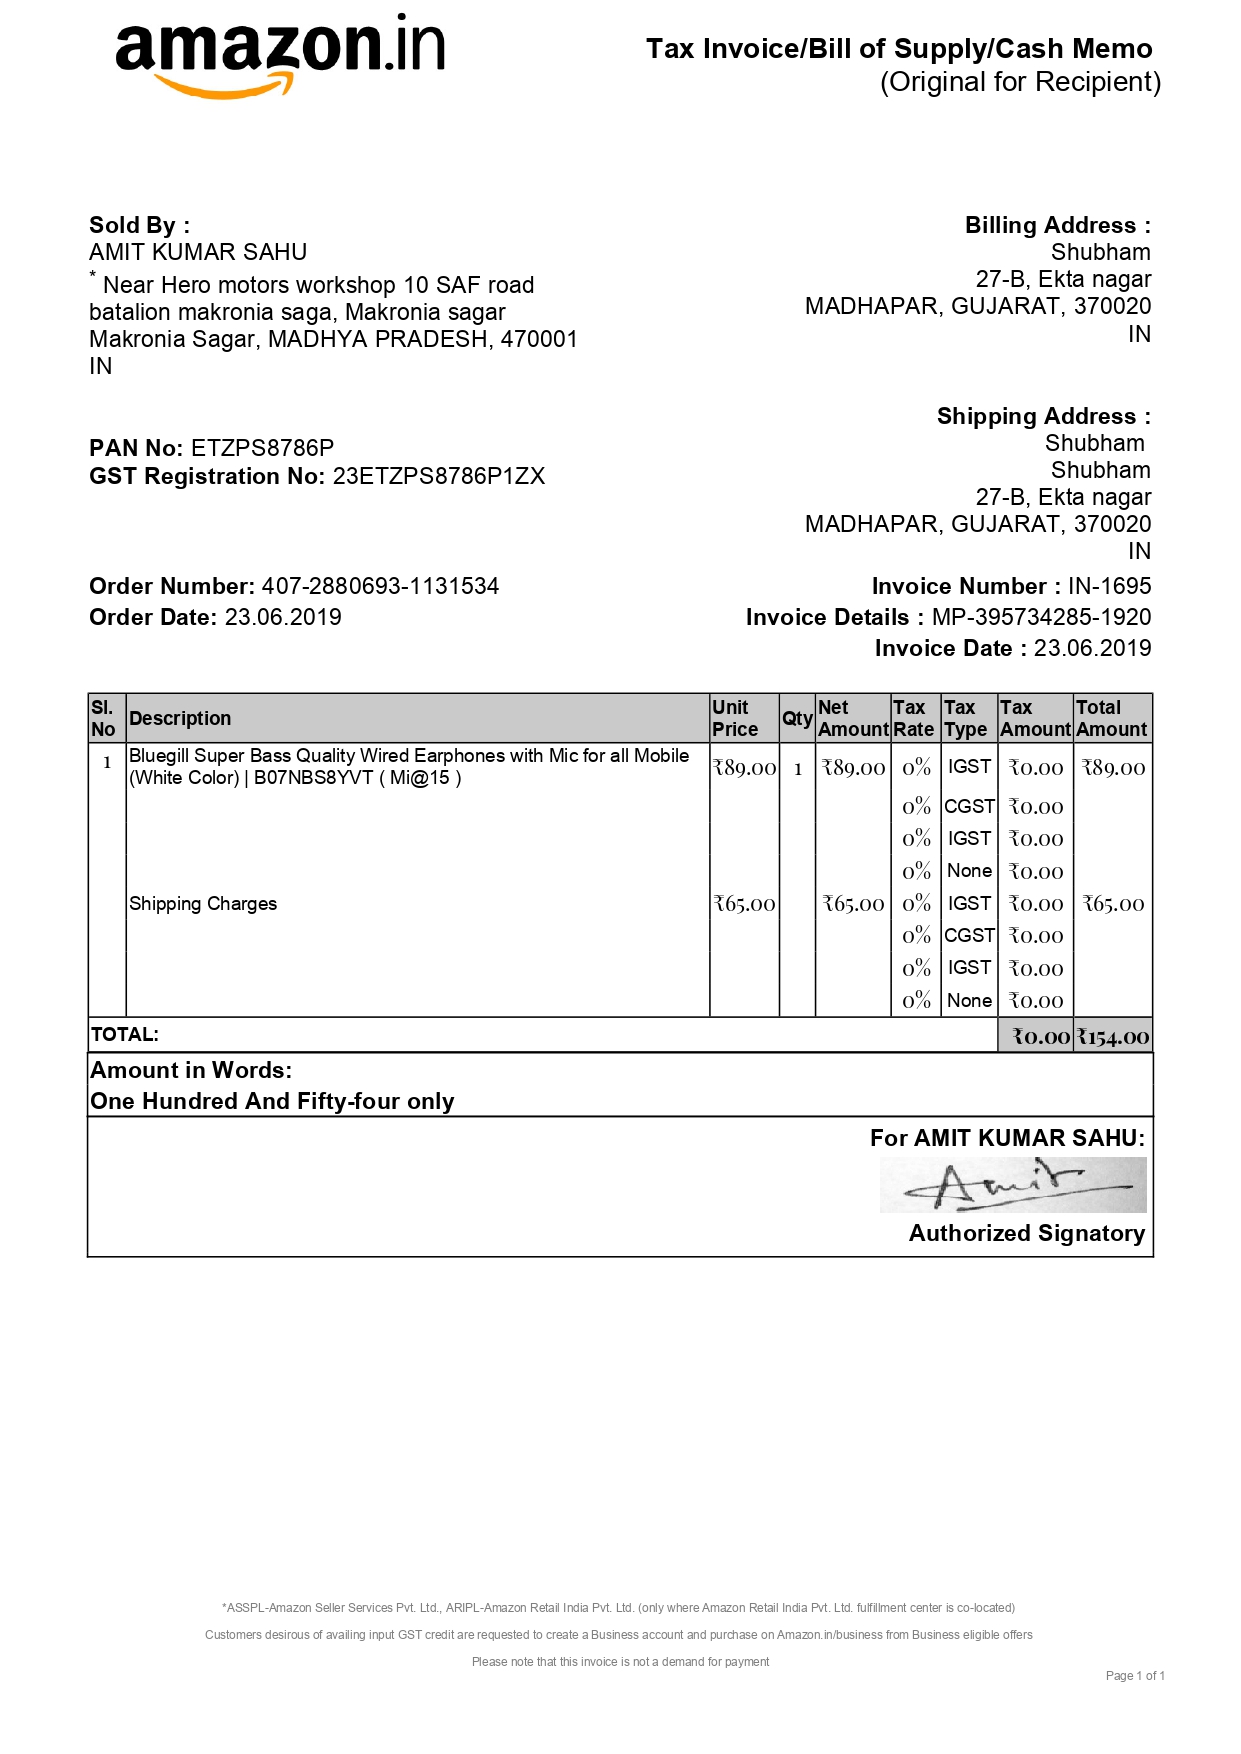 amazon.in
Tax Invoice/Bill of Supply/Cash Memo
(Original for Recipient)
Sold By :
AMIT KUMAR SAHU
* Near Hero motors workshop 10 SAF road
batalion makronia saga, Makronia sagar
Makronia Sagar, MADHYA PRADESH, 470001
IN
Billing Address :
Shubham
27-B, Ekta nagar
MADHAPAR, GUJARAT, 370020
IN
PAN No: ETZPS8786P
GST Registration No: 23ETZPS8786P1ZX
Shipping Address :
Shubham
Shubham
27-B, Ekta nagar
MADHAPAR, GUJARAT, 370020
IN
Order Number: 407-2880693-1131534
Order Date: 23.06.2019
Invoice Number : IN-1695
Invoice Details : MP-395734285-1920
Invoice Date : 23.06.2019
Sl. No Description Unit Price Qty Net Amount Tax Rate Tax Type Tax Amount Total Amount
1 Bluegill Super Bass Quality Wired Earphones with Mic for all Mobile
(White Color) | B07NBS8YVT ( Mi@15 ) ₹89.00 1 ₹89.00 0% IGST ₹0.00 ₹89.00
0% CGST ₹0.00
0% IGST ₹0.00
0% None ₹0.00
Shipping Charges ₹65.00 ₹65.00 0% IGST ₹0.00 ₹65.00
0% CGST ₹0.00
0% IGST ₹0.00
0% None ₹0.00
TOTAL: ₹0.00 ₹154.00
Amount in Words:
One Hundred And Fifty-four only
For AMIT KUMAR SAHU:
Amit
Authorized Signatory
*ASSPL-Amazon Seller Services Pvt. Ltd., ARIPL-Amazon Retail India Pvt. Ltd. (only where Amazon Retail India Pvt. Ltd. fulfillment center is co-located)
Customers desirous of availing input GST credit are requested to create a Business account and purchase on Amazon.in/business from Business eligible offers
Please note that this invoice is not a demand for payment
Page 1 of 1